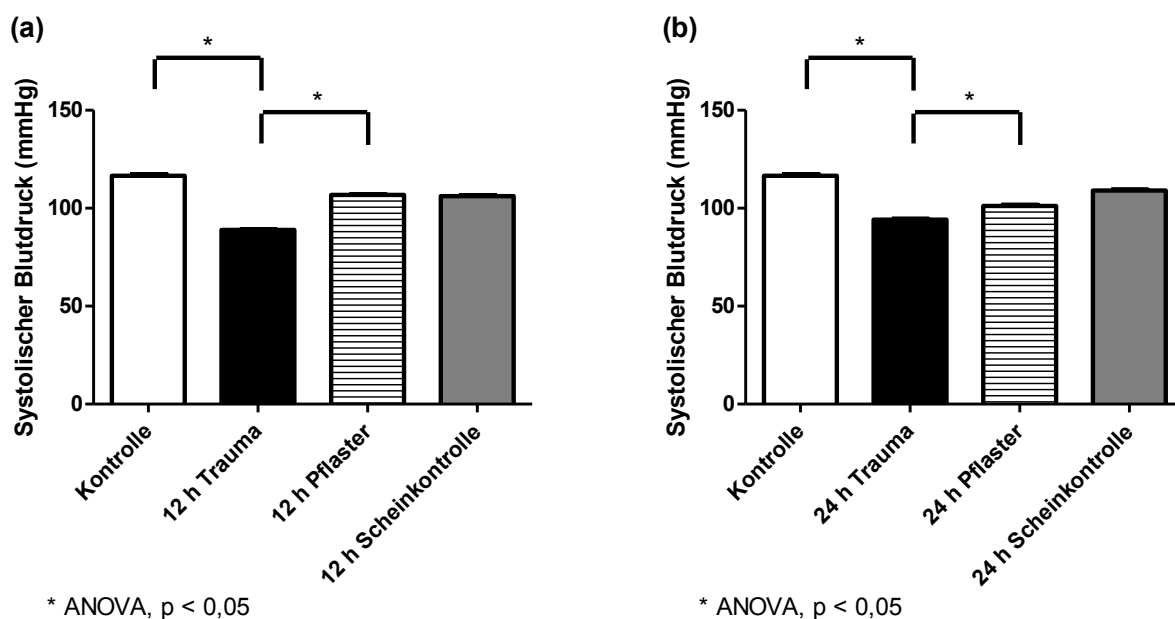 (a)
*
*
Systolischer Blutdruck (mmHg)
150
100
50
0
Kontrolle
12 h Trauma
12 h Pflaster
12 h Scheinkontrolle
* ANOVA, p < 0,05
(b)
*
*
Systolischer Blutdruck (mmHg)
150
100
50
0
Kontrolle
24 h Trauma
24 h Pflaster
24 h Scheinkontrolle
* ANOVA, p < 0,05